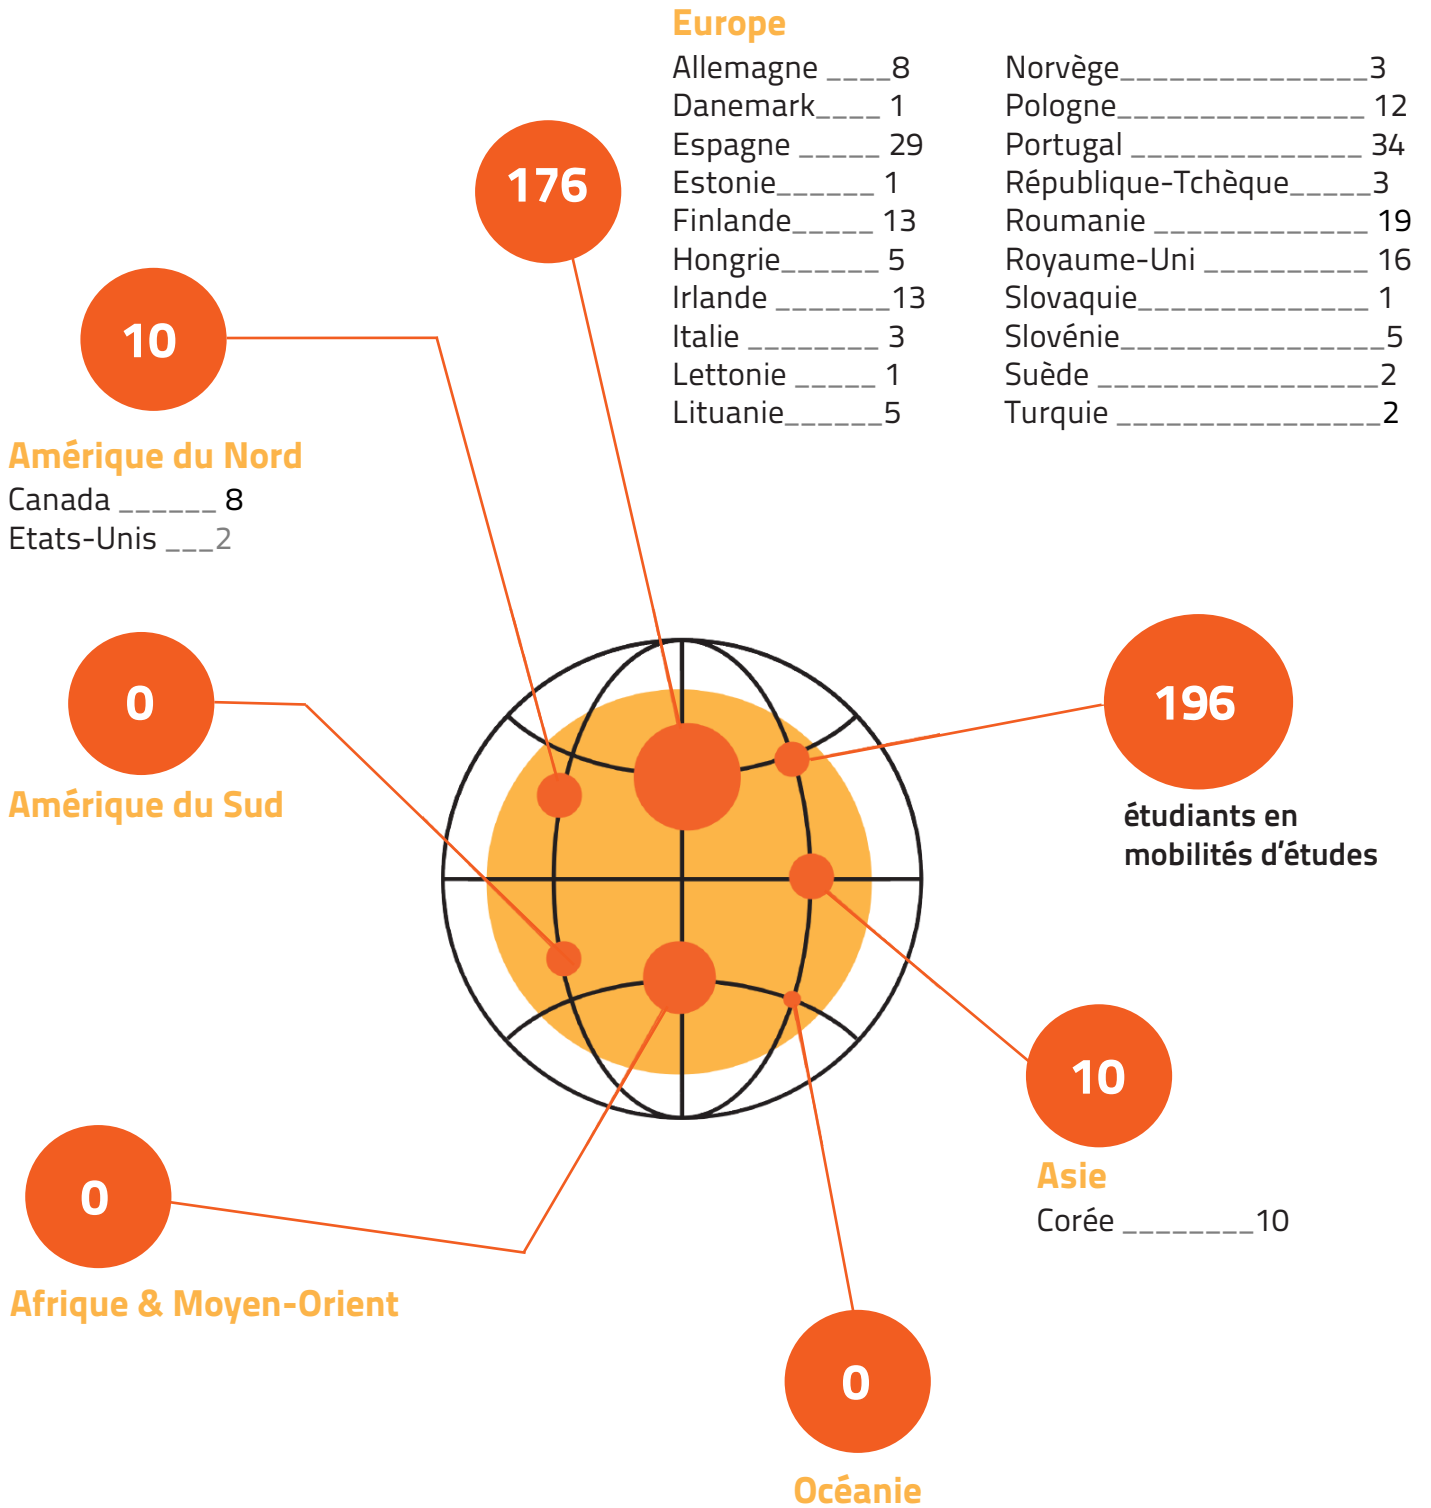 Europe
Allemagne ____8
Danemark____ 1
Espagne _____ 29
Estonie______ 1
Finlande_____ 13
Hongrie______ 5
Irlande _______13
Italie ________ 3
Lettonie _____ 1
Lituanie______5
Norvège_______________3
Pologne_______________ 12
Portugal ______________ 34
République-Tchèque_____3
Roumanie _____________ 19
Royaume-Uni __________ 16
Slovaquie______________ 1
Slovénie________________5
Suède _________________2
Turquie ________________2
176
10
Amérique du Nord
Canada ______ 8
Etats-Unis ___2
0
Amérique du Sud
196
étudiants en
mobilités d’études
10
Asie
Corée ________10
0
Afrique & Moyen-Orient
0
Océanie